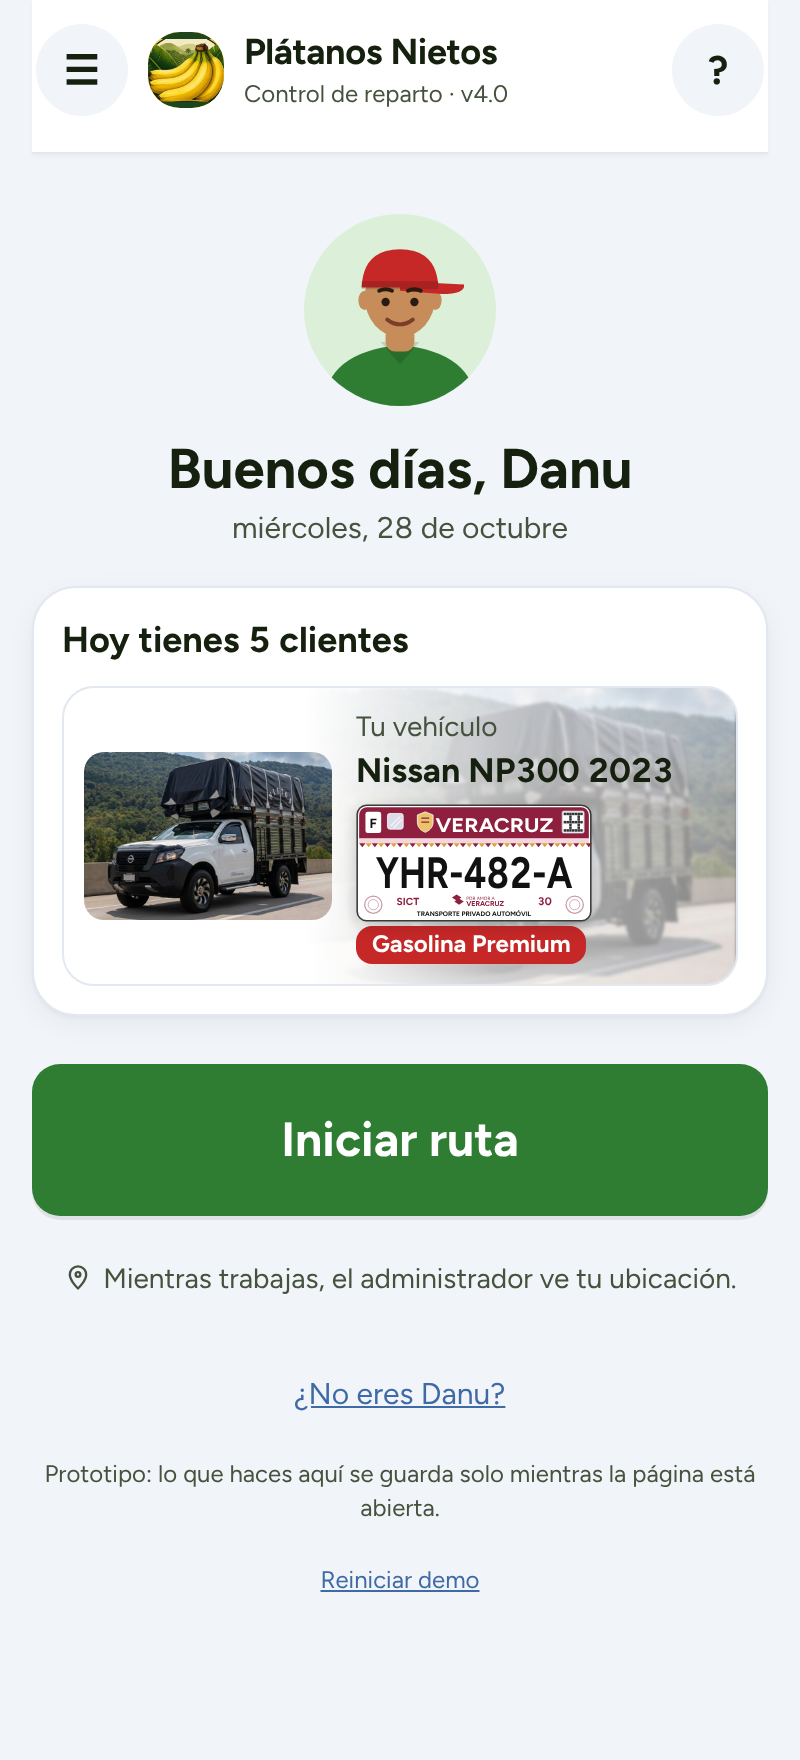 ☰
Plátanos Nietos
Control de reparto · v4.0
?
Buenos días, Danu
miércoles, 28 de octubre
Hoy tienes 5 clientes
Tu vehículo
Nissan NP300 2023
F
VERACRUZ
YHR-482-A
SICT
POR AMOR A
VERACRUZ
30
TRANSPORTE PRIVADO AUTOMÓVIL
Gasolina Premium
Iniciar ruta
Mientras trabajas, el administrador ve tu ubicación.
¿No eres Danu?
Prototipo: lo que haces aquí se guarda solo mientras la página está
abierta.
Reiniciar demo